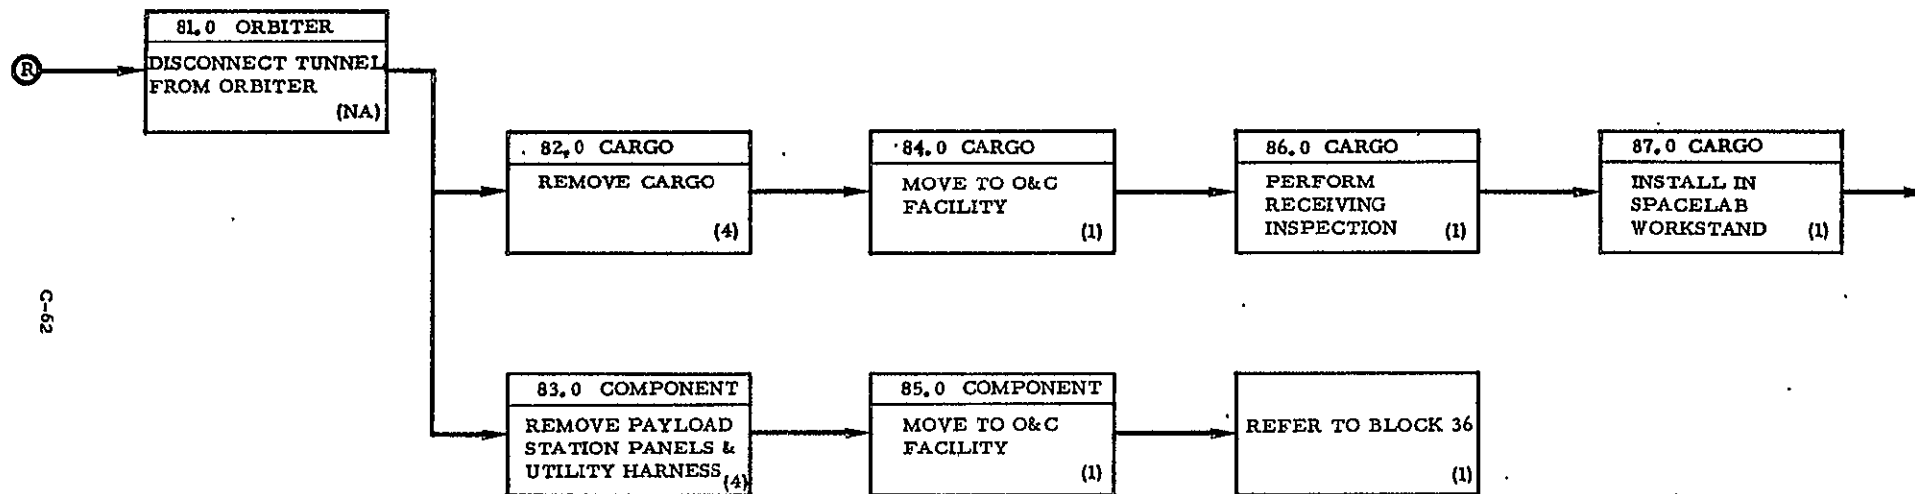 R
81.0 ORBITER
DISCONNECT TUNNEL
FROM ORBITER
(NA)
82.0 CARGO
REMOVE CARGO
(4)
84.0 CARGO
MOVE TO O&C
FACILITY
(1)
86.0 CARGO
PERFORM
RECEIVING
INSPECTION (1)
87.0 CARGO
INSTALL IN
SPACELAB
WORKSTAND (1)
83.0 COMPONENT
REMOVE PAYLOAD
STATION PANELS &
UTILITY HARNESS (4)
85.0 COMPONENT
MOVE TO O&C
FACILITY
(1)
REFER TO BLOCK 36
(1)
C-52